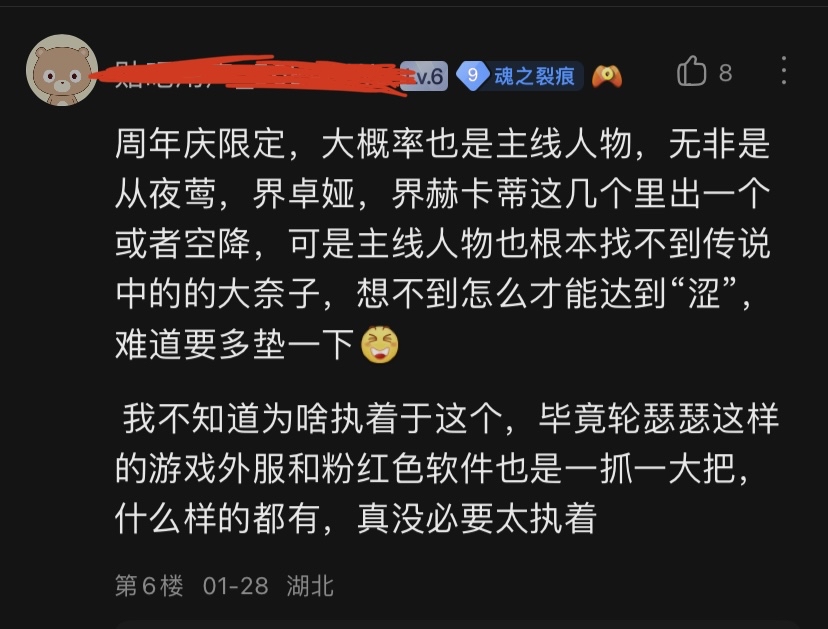 Lv.6 9 魂之裂痕 8
周年庆限定，大概率也是主线人物，无非是
从夜莺，界卓娅，界赫卡蒂这几个里出一个
或者空降，可是主线人物也根本找不到传说
中的的大奈子，想不到怎么才能达到“涩”，
难道要多垫一下
我不知道为啥执着于这个，毕竟轮瑟瑟这样
的游戏外服和粉红色软件也是一抓一大把，
什么样的都有，真没必要太执着
第6楼 01-28 湖北